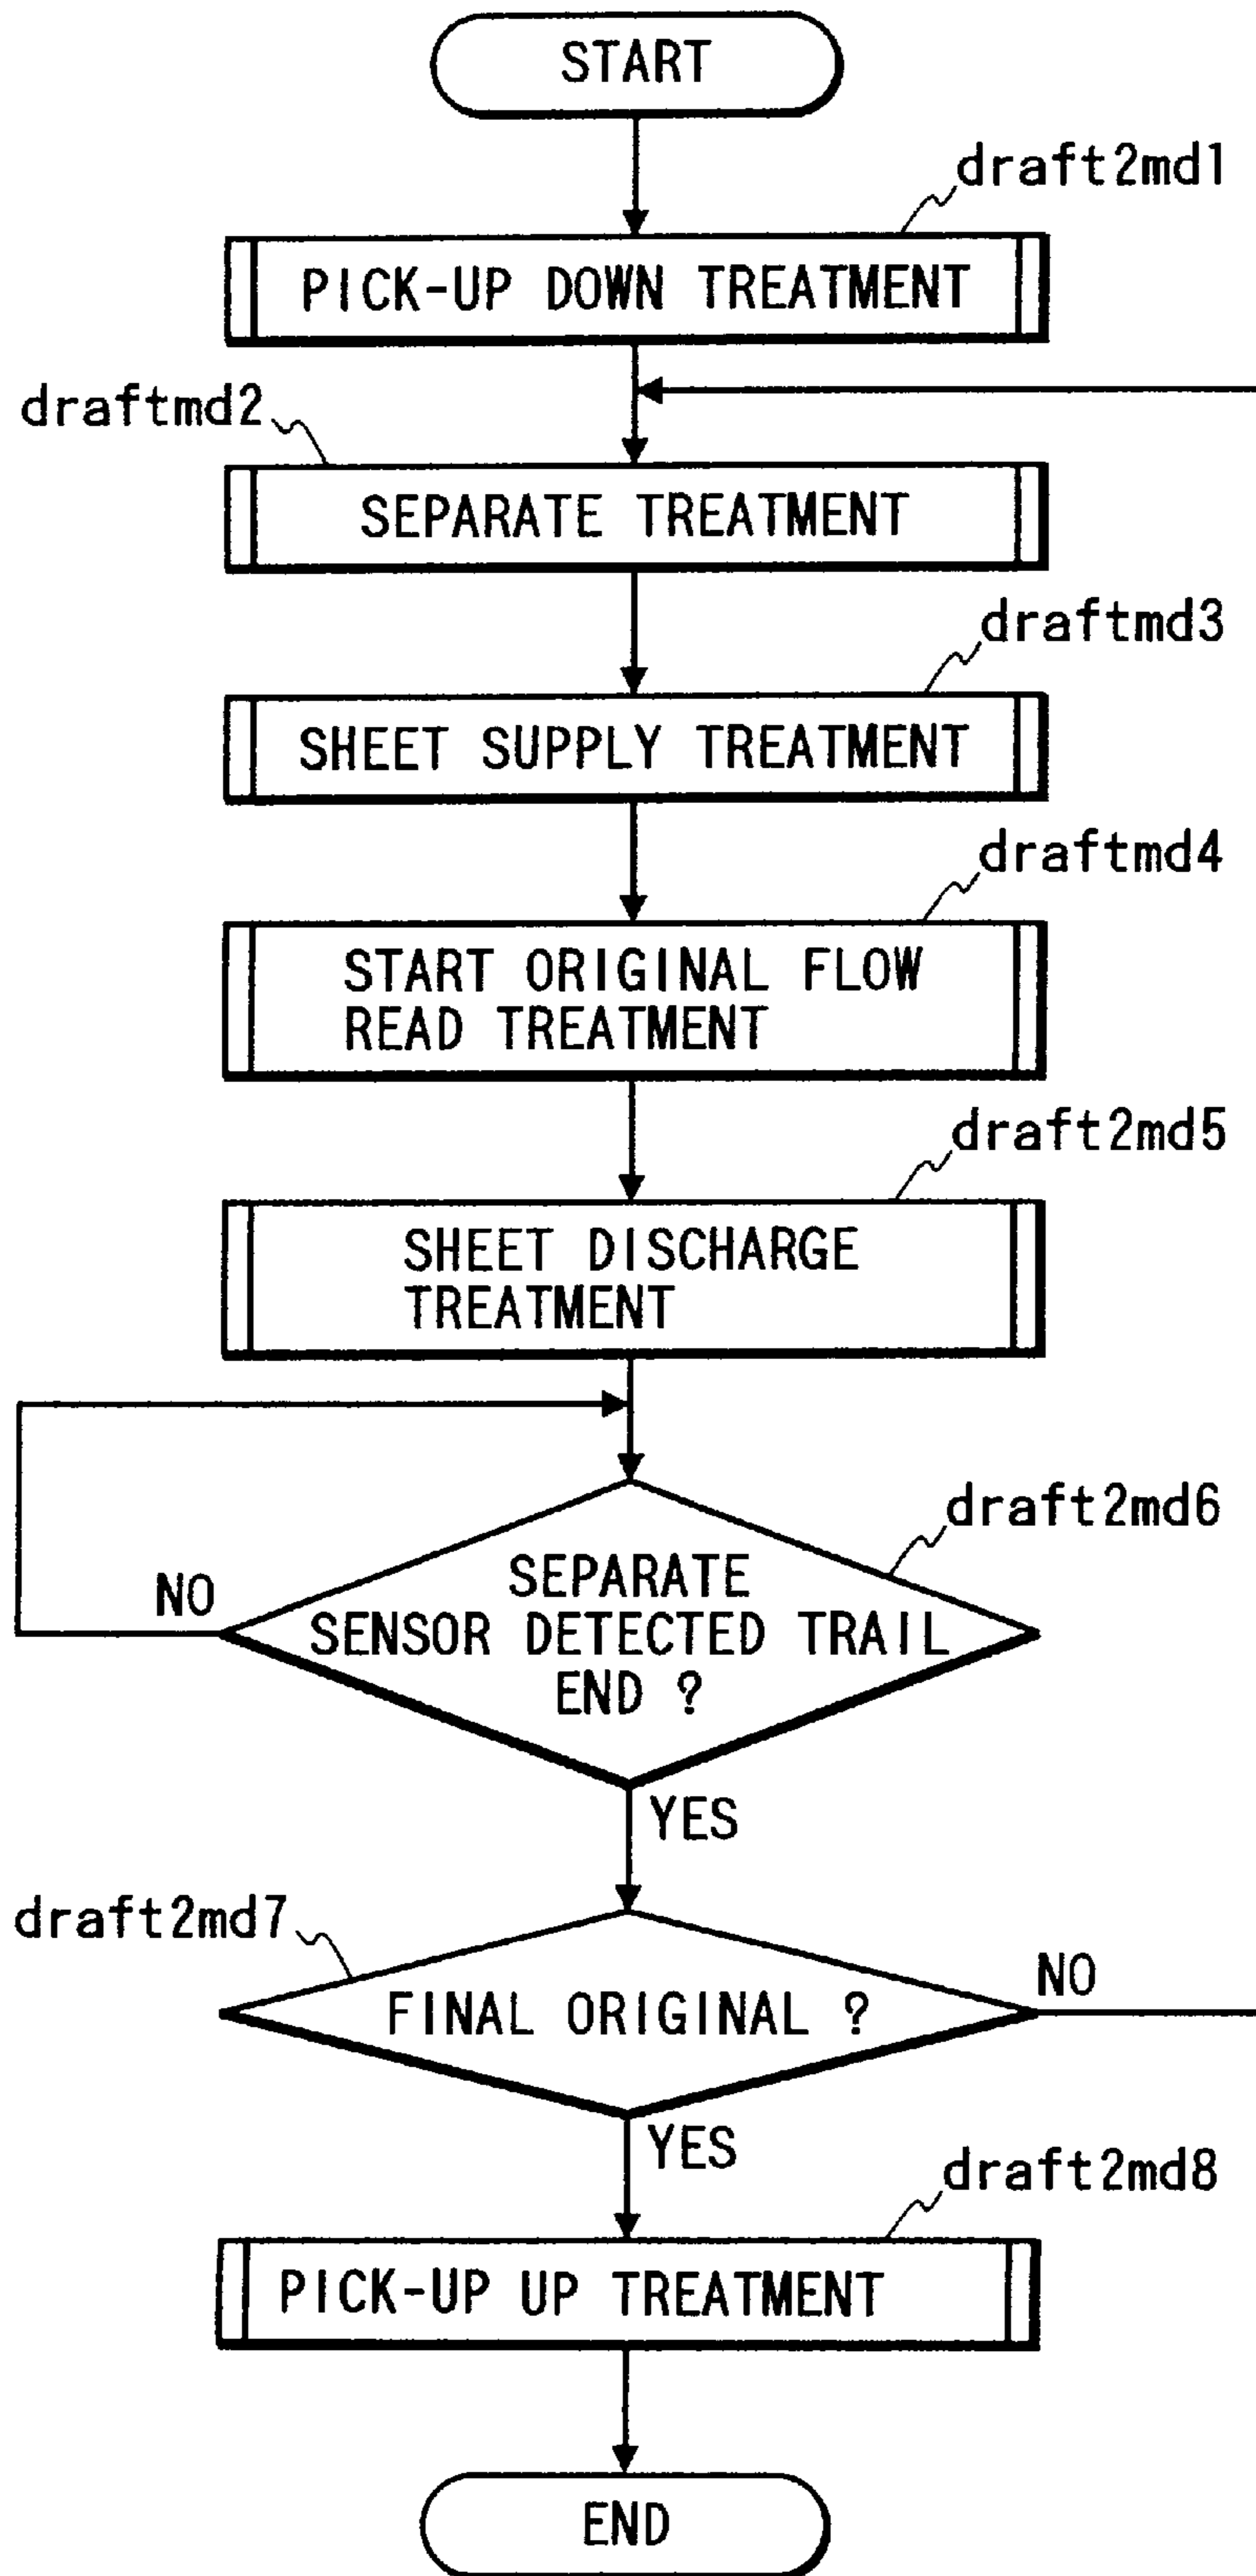 START
draft2md1
PICK-UP DOWN TREATMENT
draftmd2
SEPARATE TREATMENT
draftmd3
SHEET SUPPLY TREATMENT
draftmd4
START ORIGINAL FLOW
READ TREATMENT
draft2md5
SHEET DISCHARGE
TREATMENT
draft2md6
SEPARATE
NO
SENSOR DETECTED TRAIL
END ?
YES
draft2md7
NO
FINAL ORIGINAL ?
YES
draft2md8
PICK-UP UP TREATMENT
END